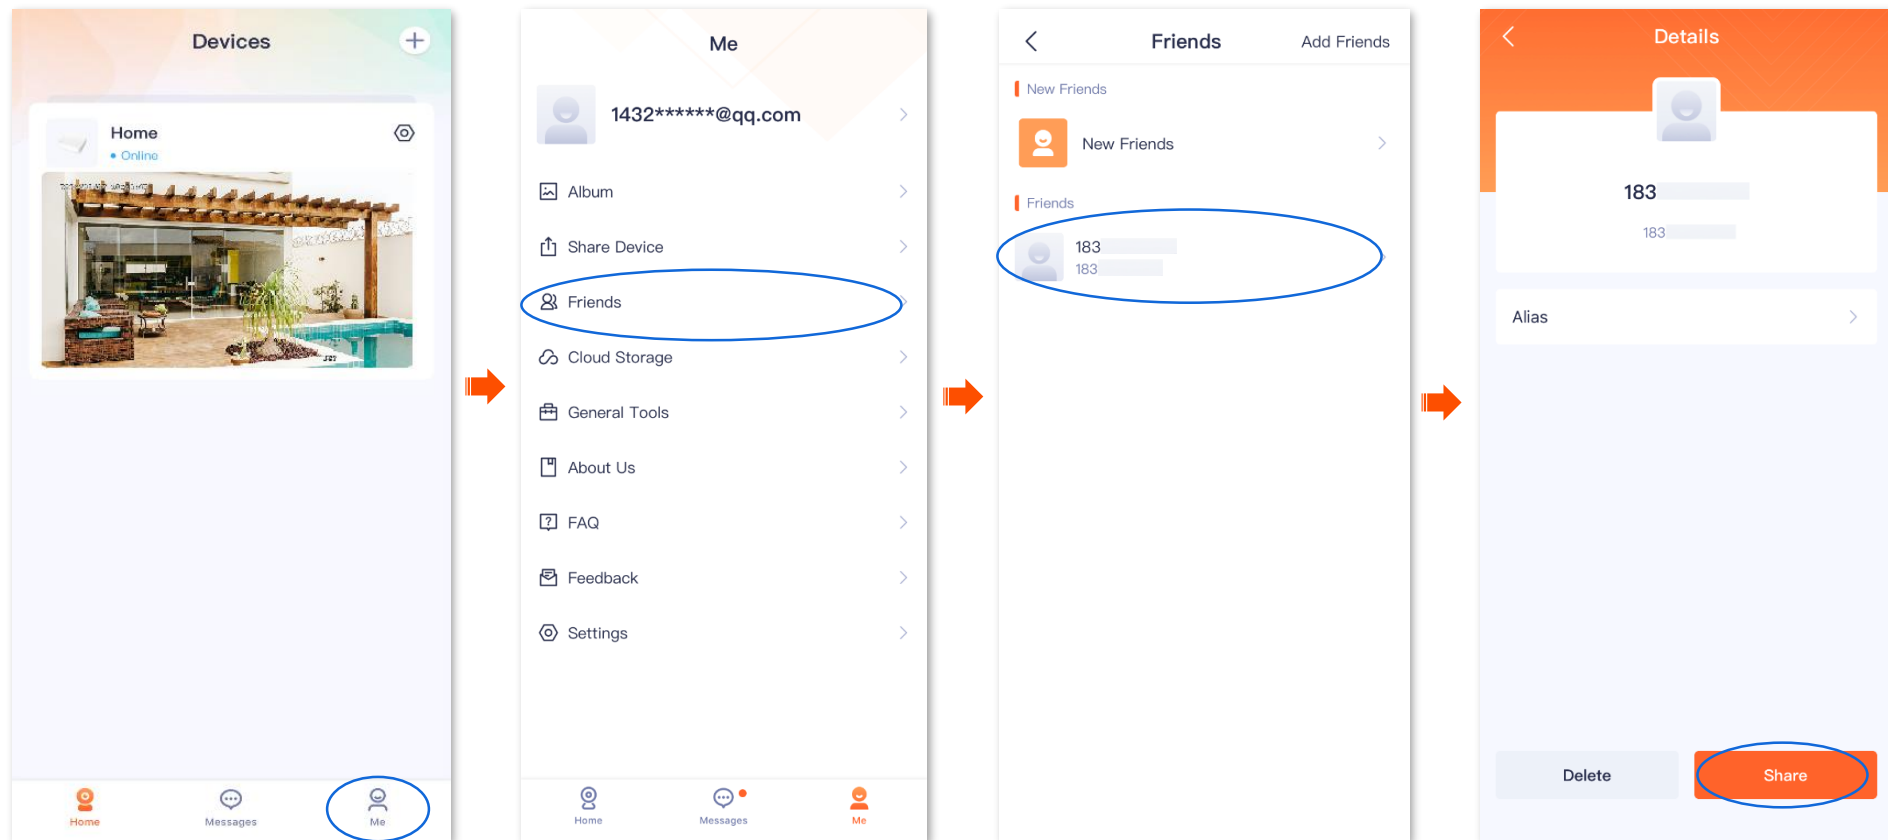 Devices
Home
Online
Home
Messages
Me
Me
1432******@qq.com
Album
Share Device
Friends
Cloud Storage
General Tools
About Us
FAQ
Feedback
Settings
Home
Messages
Me
Friends
Add Friends
New Friends
New Friends
Friends
183
183
Details
183
183
Alias
Delete
Share